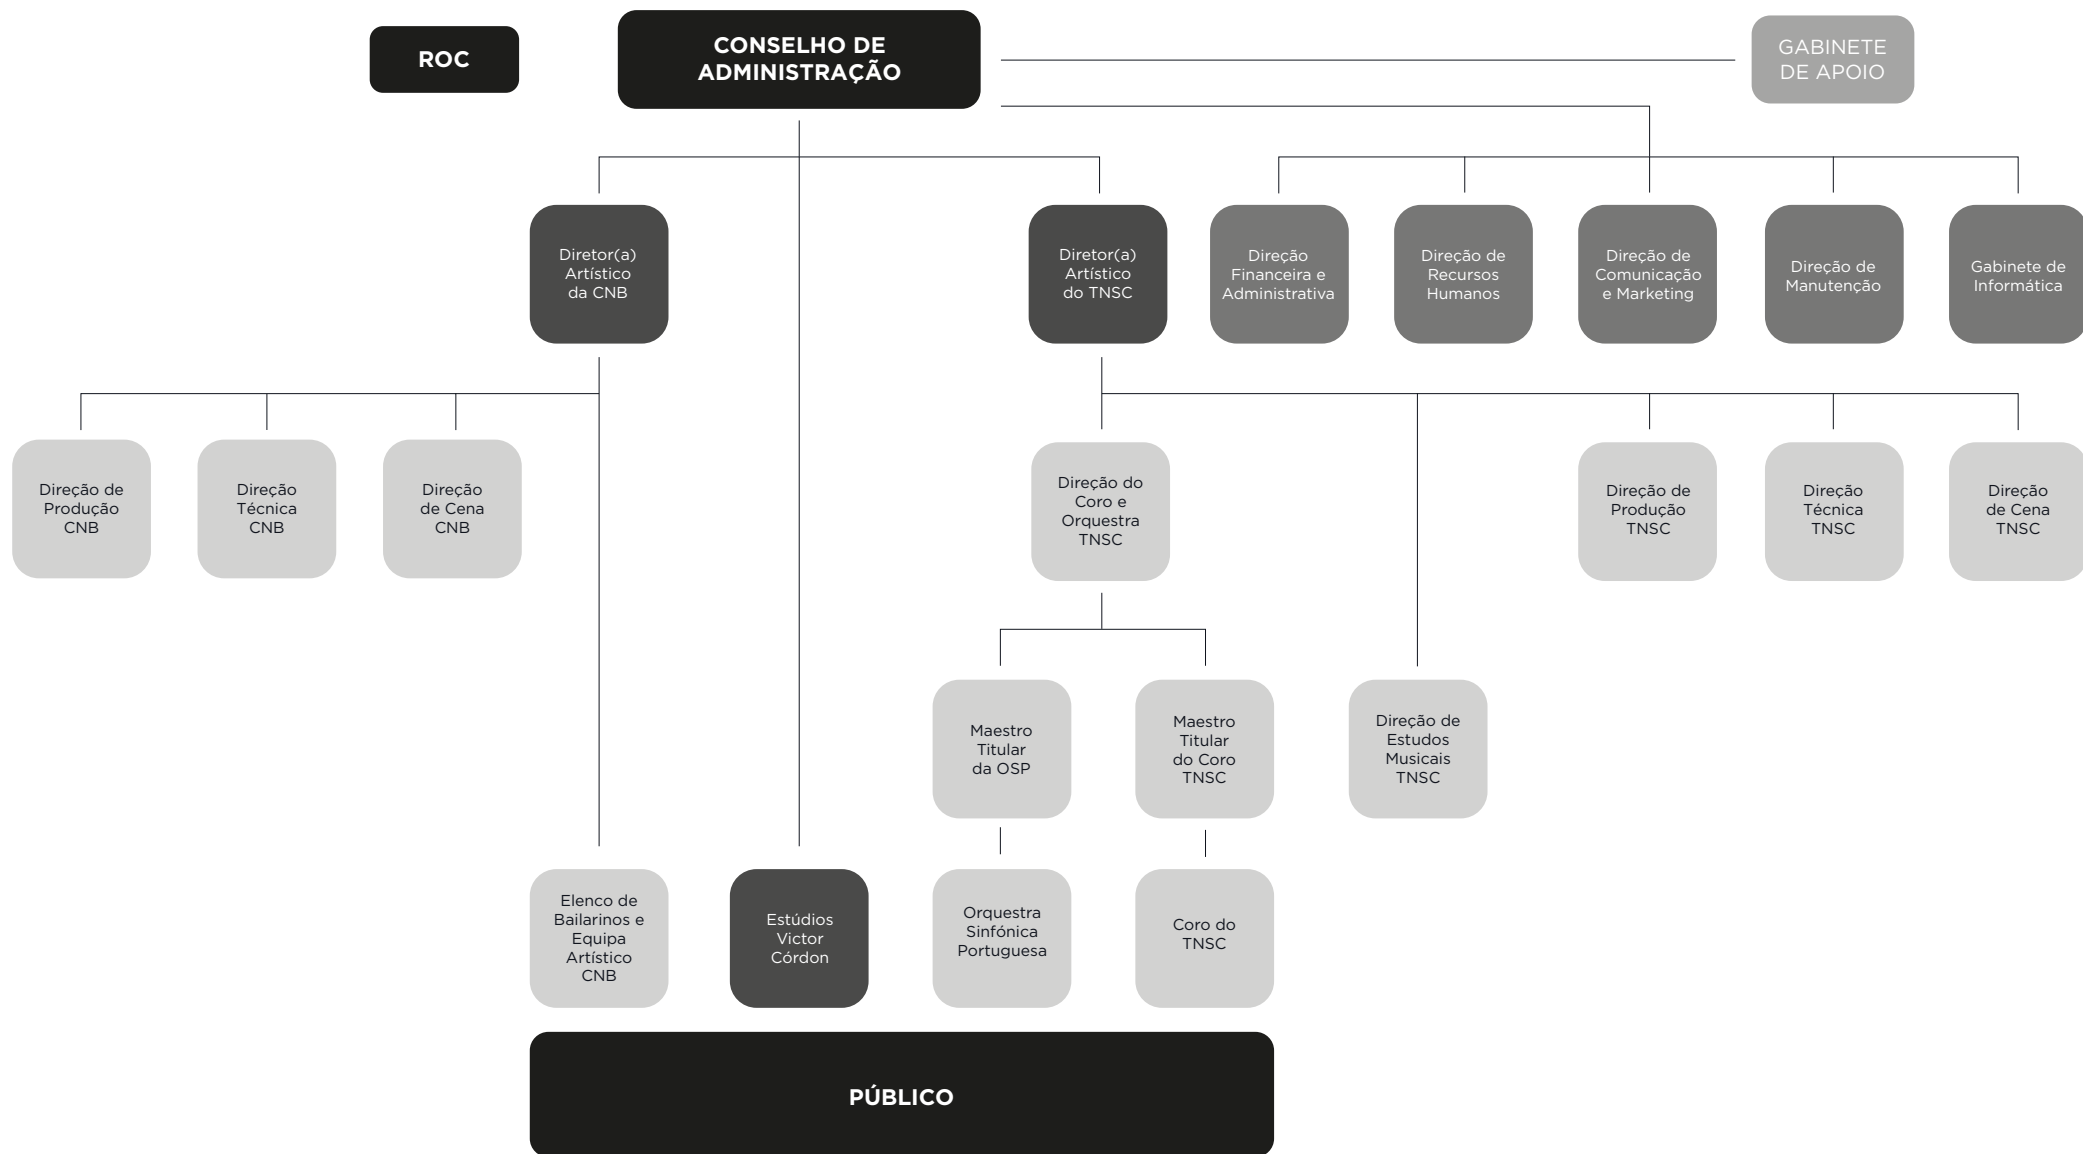 ROC
CONSELHO DE
ADMINISTRAÇÃO
GABINETE
DE APOIO
Diretor(a)
Artístico
da CNB
Diretor(a)
Artístico
do TNSC
Direção
Financeira e
Administrativa
Direção de
Recursos
Humanos
Direção de
Comunicação
e Marketing
Direção de
Manutenção
Gabinete de
Informática
Direção de
Produção
CNB
Direção
Técnica
CNB
Direção
de Cena
CNB
Direção do
Coro e
Orquestra
TNSC
Direção de
Produção
TNSC
Direção
Técnica
TNSC
Direção
de Cena
TNSC
Maestro
Titular
da OSP
Maestro
Titular
do Coro
TNSC
Direção de
Estudos
Musicais
TNSC
Elenco de
Bailarinos e
Equipa
Artístico
CNB
Estúdios
Victor
Córdon
Orquestra
Sinfónica
Portuguesa
Coro do
TNSC
PÚBLICO